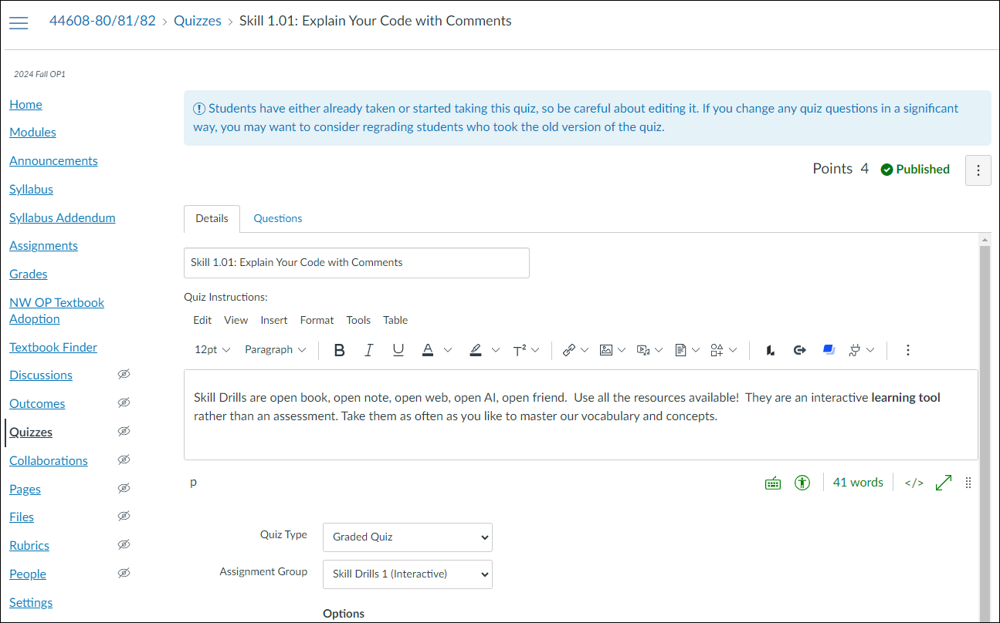 44608-80/81/82 › Quizzes › Skill 1.01: Explain Your Code with Comments
2024 Fall OP1
Home
Modules
Announcements
Syllabus
Syllabus Addendum
Assignments
Grades
NW OP Textbook
Adoption
Textbook Finder
Discussions
Outcomes
Quizzes
Collaborations
Pages
Files
Rubrics
People
Settings
Students have either already taken or started taking this quiz, so be careful about editing it. If you change any quiz questions in a significant
way, you may want to consider regrading students who took the old version of the quiz.
Points 4 Published
Details Questions
Skill 1.01: Explain Your Code with Comments
Quiz Instructions:
Edit View Insert Format Tools Table
12pt Paragraph B I U A T²
Skill Drills are open book, open note, open web, open AI, open friend.  Use all the resources available!  They are an interactive learning tool
rather than an assessment. Take them as often as you like to master our vocabulary and concepts.
p 41 words </>
Quiz Type Graded Quiz
Assignment Group Skill Drills 1 (Interactive)
Options